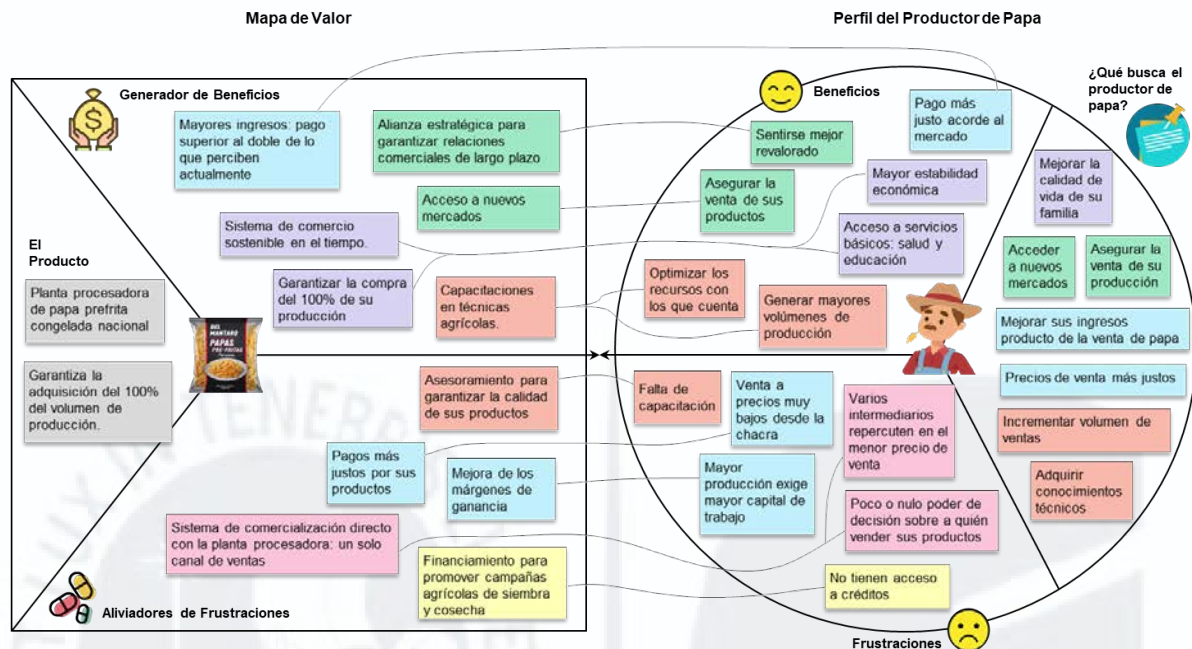 Mapa de Valor
Perfil del Productor de Papa
Generador de Beneficios
Mayores ingresos: pago
superior al doble de lo
que perciben
actualmente
Alianza estratégica para
garantizar relaciones
comerciales de largo plazo
Acceso a nuevos
mercados
Sistema de comercio
sostenible en el tiempo.
Garantizar la compra
del 100% de su
producción
Capacitaciones
en técnicas
agrícolas.
El
Producto
Planta procesadora
de papa prefrita
congelada nacional
Garantiza la
adquisición del 100%
del volumen de
producción.
DEL
MANTARO
PAPAS
PRE-FRITAS
Asesoramiento para
garantizar la calidad
de sus productos
Pagos más
justos por sus
productos
Mejora de los
márgenes de
ganancia
Sistema de comercialización directo
con la planta procesadora: un solo
canal de ventas
Financiamiento para
promover campañas
agrícolas de siembra
y cosecha
Aliviadores de Frustraciones
Beneficios
Pago más
justo acorde al
mercado
Sentirse mejor
revalorado
Asegurar la
venta de sus
productos
Mayor estabilidad
económica
Acceso a servicios
básicos: salud y
educación
Optimizar los
recursos con
los que cuenta
Generar mayores
volúmenes de
producción
¿Qué busca el
productor de
papa?
Mejorar la
calidad de
vida de su
familia
Acceder
a nuevos
mercados
Asegurar la
venta de su
producción
Mejorar sus ingresos
producto de la venta de papa
Precios de venta más justos
Incrementar volumen de
ventas
Adquirir
conocimientos
técnicos
Falta de
capacitación
Venta a
precios muy
bajos desde la
chacra
Varios
intermediarios
repercuten en el
menor precio de
venta
Mayor
producción exige
mayor capital de
trabajo
Poco o nulo poder de
decisión sobre a quién
vender sus productos
No tienen acceso
a créditos
Frustraciones